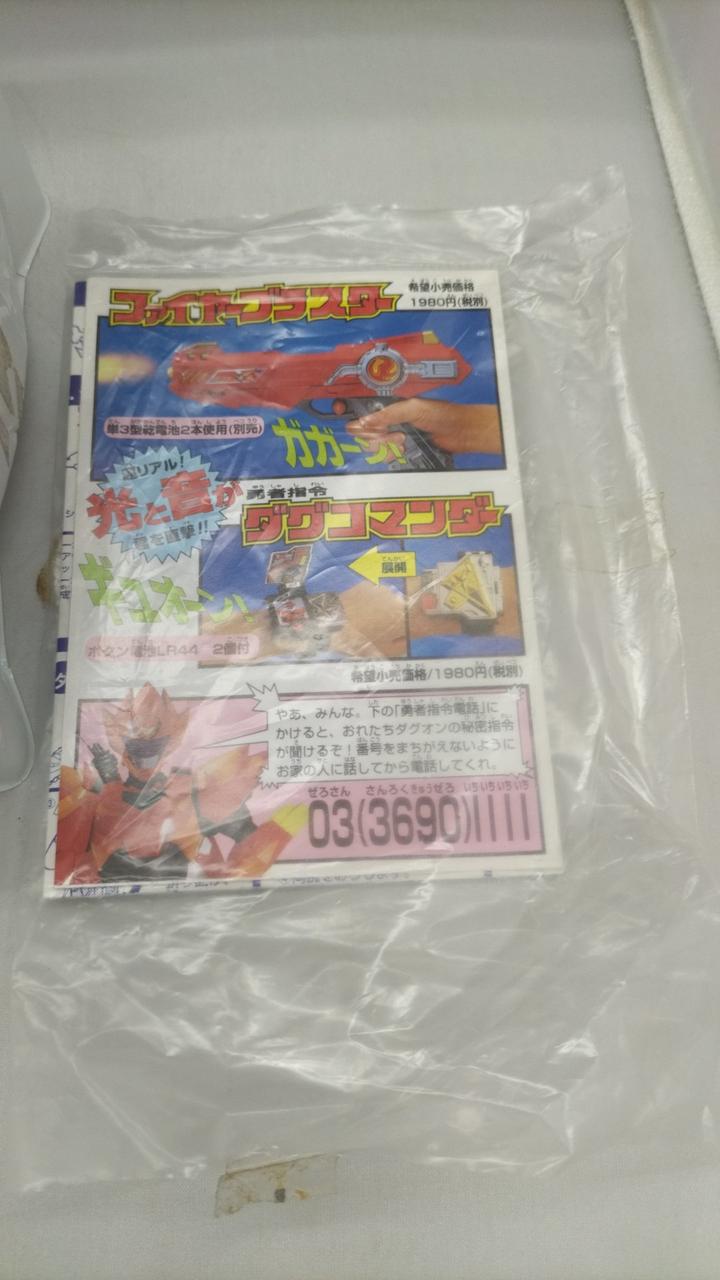 ファイヤーブラスター
希望小売価格
1980円(税別)
単3型乾電池2本使用(別売)
ガガーン!
超リアル!
光と音が
君を直撃!!
勇者指令
ダグコマンダー
ギュオーン!
展開
ボタン電池LR44 2個付
希望小売価格/1980円(税別)
やあ、みんな。下の「勇者指令電話」に
かけると、おれたちダグオンの秘密指令
が聞けるぞ!番号をまちがえないように
お家の人に話してから電話してくれ。
ぜろさん さんろくきゅうぜろ いちいちいちいち
03(3690)1111